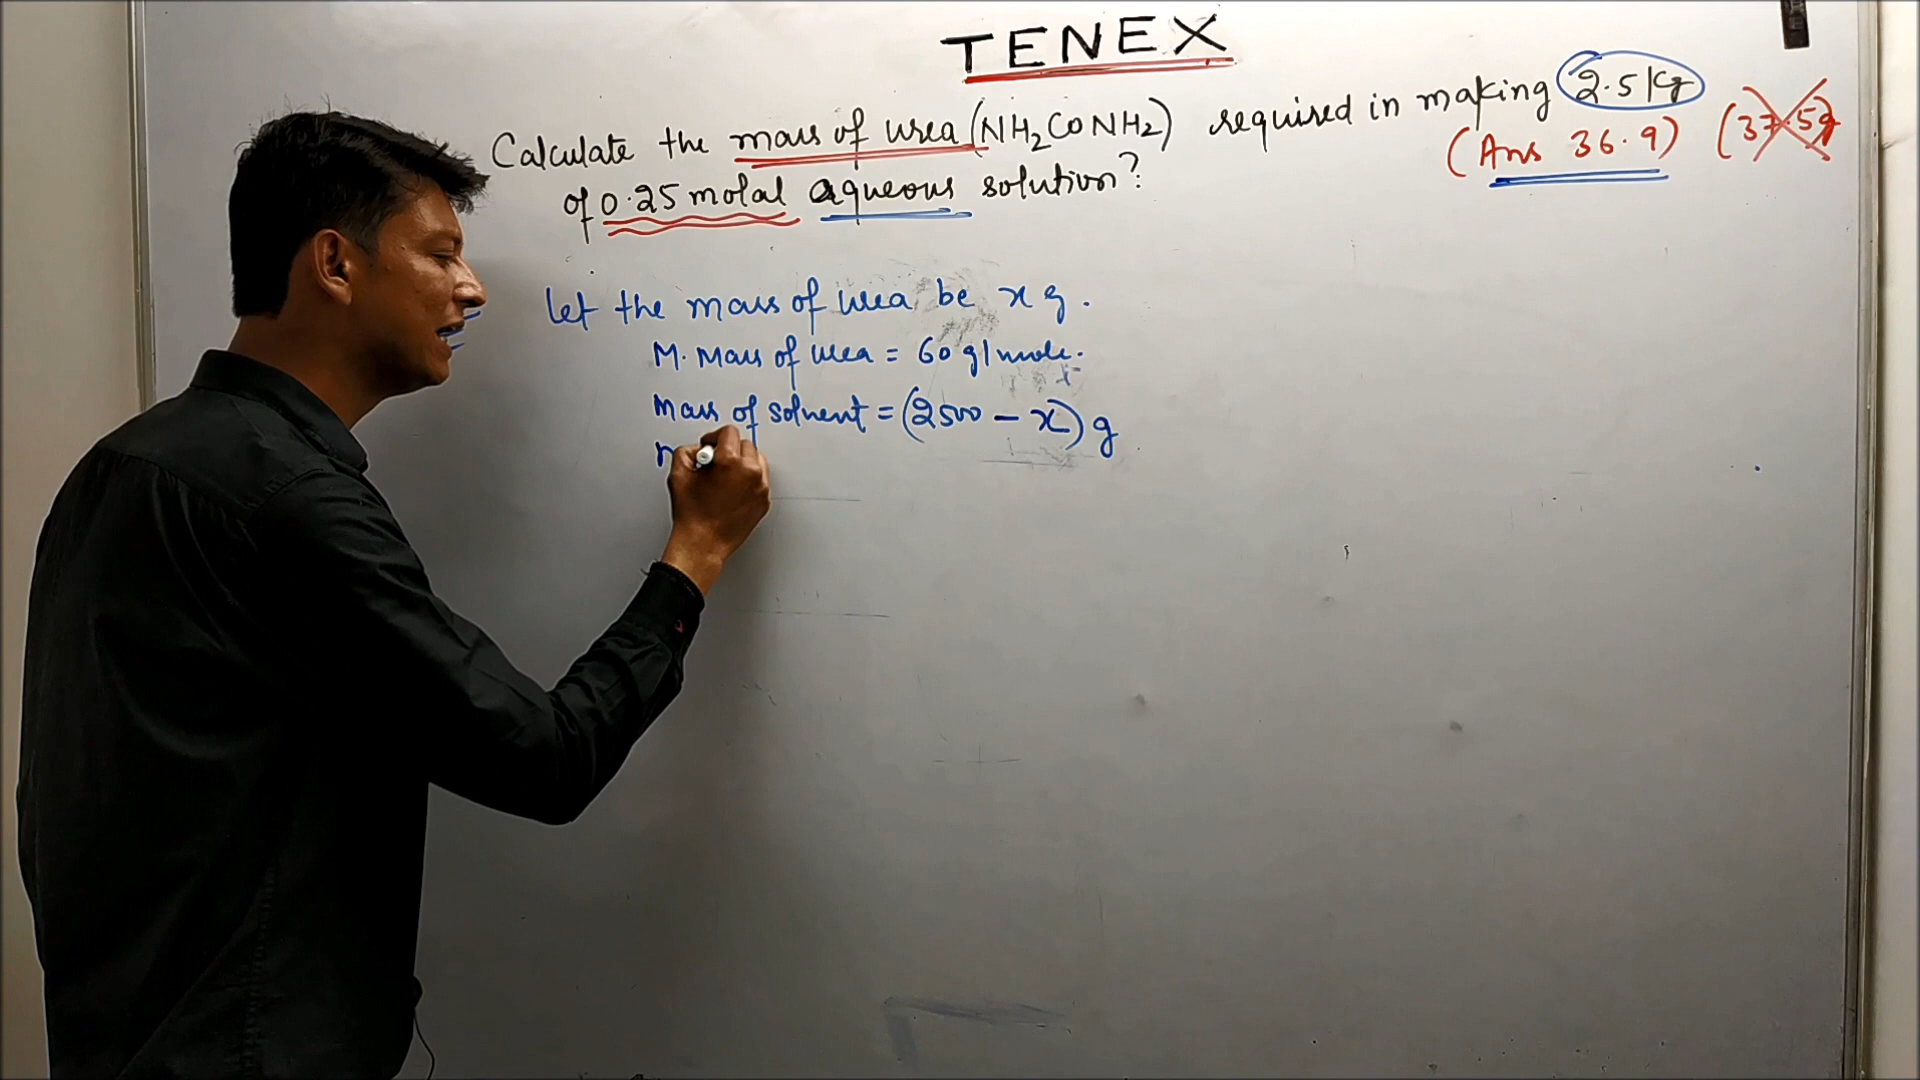 TENEX
Calculate the mass of urea (NH₂CONH₂) required in making 2.5 Kg
(Ans 36.9) (37.5g)
of 0.25 molal aqueous solution?
let the mass of urea be x g.
M. Mass of urea = 60 g/mole.
Mass of solvent = (2500 - x) g